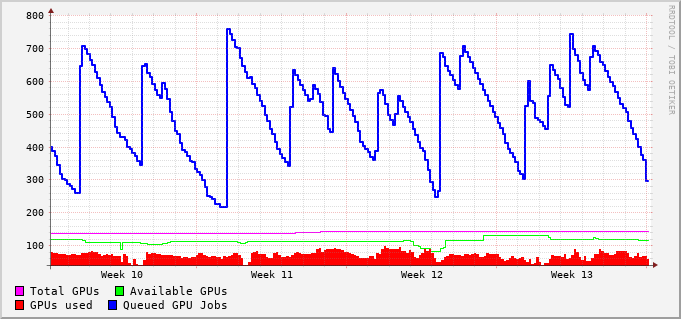 800
700
600
500
400
300
200
100
Week 10 Week 11 Week 12 Week 13
Total GPUs Available GPUs
GPUs used Queued GPU Jobs
RRDTOOL / TOBI OETIKER